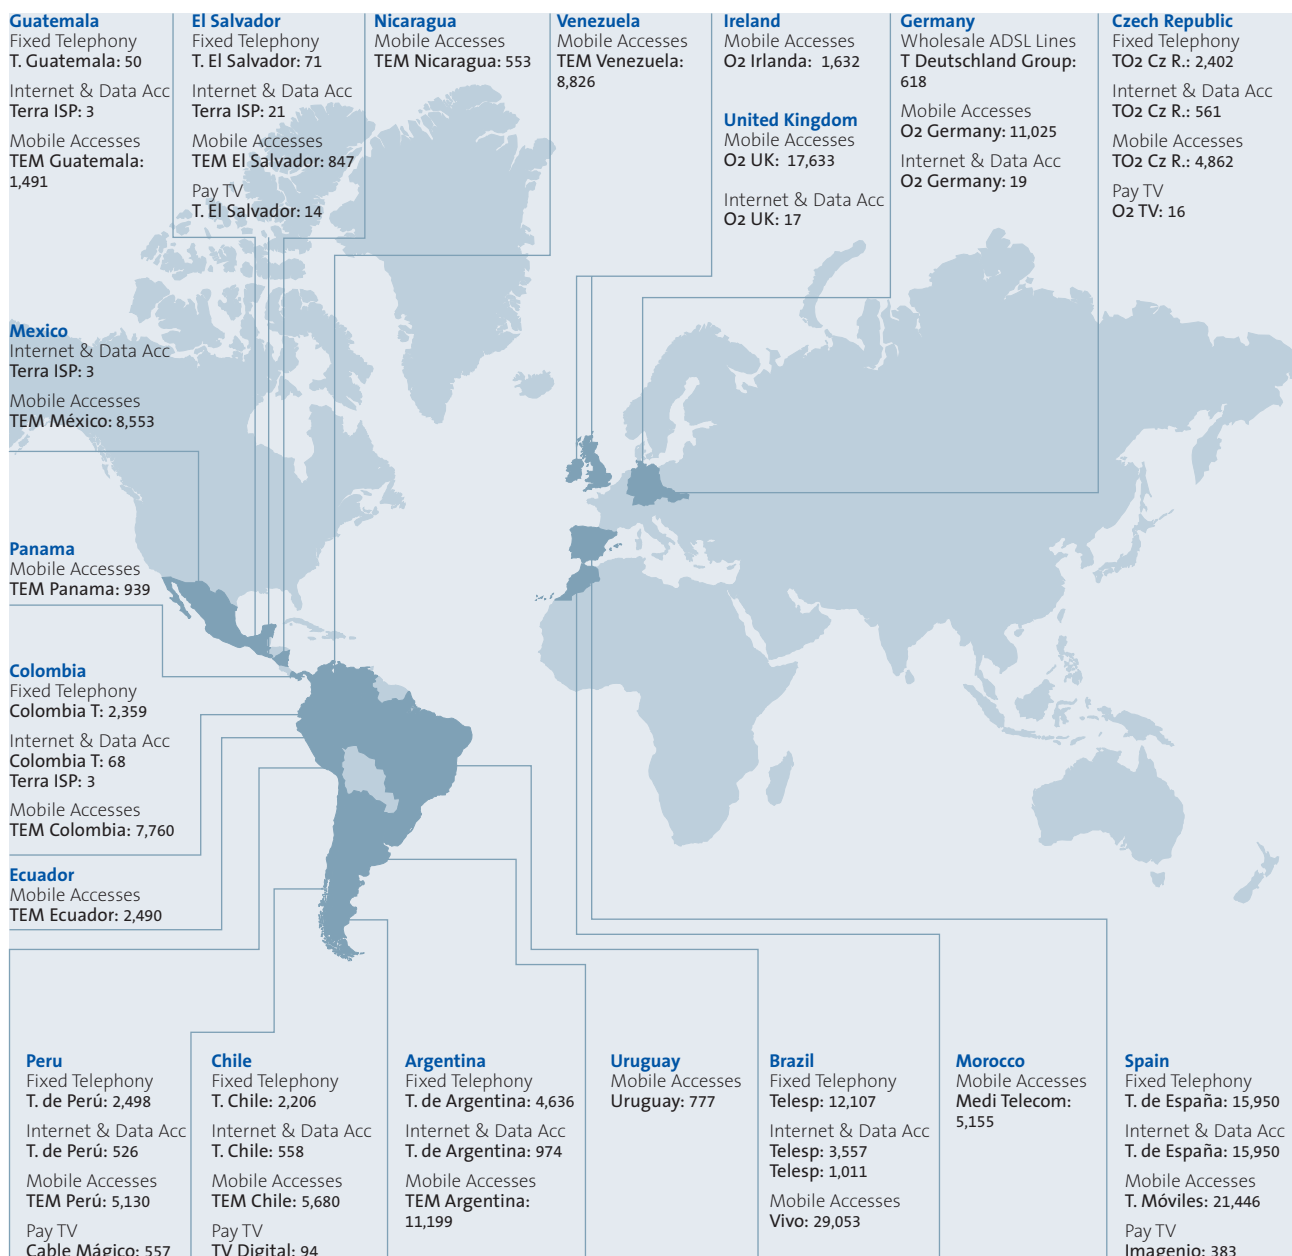 Guatemala
Fixed Telephony
T. Guatemala: 50
Internet & Data Acc
Terra ISP: 3
Mobile Accesses
TEM Guatemala:
1,491
El Salvador
Fixed Telephony
T. El Salvador: 71
Internet & Data Acc
Terra ISP: 21
Mobile Accesses
TEM El Salvador: 847
Pay TV
T. El Salvador: 14
Nicaragua
Mobile Accesses
TEM Nicaragua: 553
Venezuela
Mobile Accesses
TEM Venezuela:
8,826
Ireland
Mobile Accesses
O2 Irlanda: 1,632
United Kingdom
Mobile Accesses
O2 UK: 17,633
Internet & Data Acc
O2 UK: 17
Germany
Wholesale ADSL Lines
T Deutschland Group:
618
Mobile Accesses
O2 Germany: 11,025
Internet & Data Acc
O2 Germany: 19
Czech Republic
Fixed Telephony
TO2 Cz R.: 2,402
Internet & Data Acc
TO2 Cz R.: 561
Mobile Accesses
TO2 Cz R.: 4,862
Pay TV
O2 TV: 16
Mexico
Internet & Data Acc
Terra ISP: 3
Mobile Accesses
TEM México: 8,553
Panama
Mobile Accesses
TEM Panama: 939
Colombia
Fixed Telephony
Colombia T: 2,359
Internet & Data Acc
Colombia T: 68
Terra ISP: 3
Mobile Accesses
TEM Colombia: 7,760
Ecuador
Mobile Accesses
TEM Ecuador: 2,490
Peru
Fixed Telephony
T. de Perú: 2,498
Internet & Data Acc
T. de Perú: 526
Mobile Accesses
TEM Perú: 5,130
Pay TV
Cable Mágico: 557
Chile
Fixed Telephony
T. Chile: 2,206
Internet & Data Acc
T. Chile: 558
Mobile Accesses
TEM Chile: 5,680
Pay TV
TV Digital: 94
Argentina
Fixed Telephony
T. de Argentina: 4,636
Internet & Data Acc
T. de Argentina: 974
Mobile Accesses
TEM Argentina:
11,199
Uruguay
Mobile Accesses
Uruguay: 777
Brazil
Fixed Telephony
Telesp: 12,107
Internet & Data Acc
Telesp: 3,557
Telesp: 1,011
Mobile Accesses
Vivo: 29,053
Morocco
Mobile Accesses
Medi Telecom:
5,155
Spain
Fixed Telephony
T. de España: 15,950
Internet & Data Acc
T. de España: 15,950
Mobile Accesses
T. Móviles: 21,446
Pay TV
Imagenio: 383